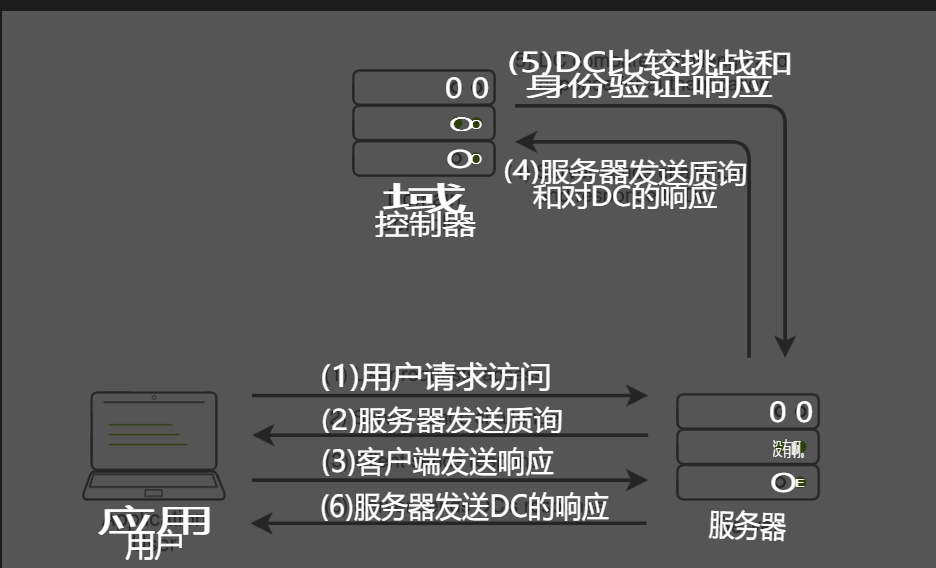 (5)DC比较挑战和
身份验证响应
0 0
(4)服务器发送质询
和对DC的响应
域
控制器
(1)用户请求访问
(2)服务器发送质询
(3)客户端发送响应
(6)服务器发送DC的响应
0 0
应用
用户
服务器